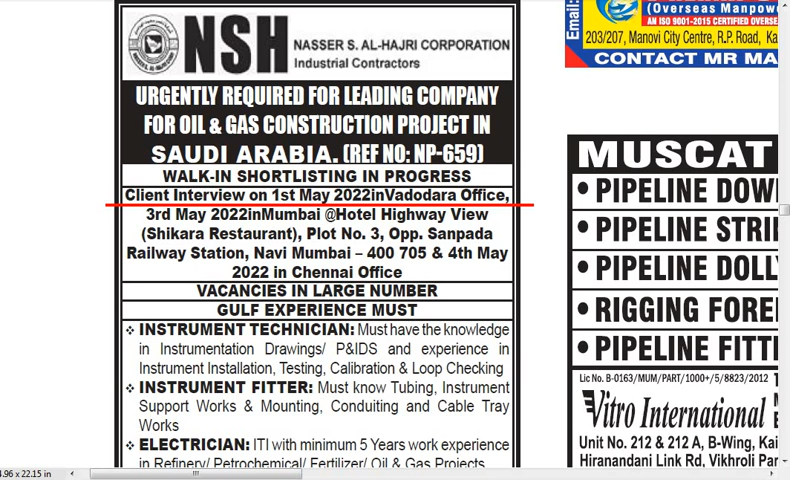 NSH NASSER S. AL-HAJRI CORPORATION
Industrial Contractors
URGENTLY REQUIRED FOR LEADING COMPANY
FOR OIL & GAS CONSTRUCTION PROJECT IN
SAUDI ARABIA. (REF NO: NP-659)
WALK-IN SHORTLISTING IN PROGRESS
Client Interview on 1st May 2022inVadodara Office,
3rd May 2022inMumbai @Hotel Highway View
(Shikara Restaurant), Plot No. 3, Opp. Sanpada
Railway Station, Navi Mumbai – 400 705 & 4th May
2022 in Chennai Office
VACANCIES IN LARGE NUMBER
GULF EXPERIENCE MUST
INSTRUMENT TECHNICIAN: Must have the knowledge
in Instrumentation Drawings/ P&IDS and experience in
Instrument Installation, Testing, Calibration & Loop Checking
INSTRUMENT FITTER: Must know Tubing, Instrument
Support Works & Mounting, Conduiting and Cable Tray
Works
ELECTRICIAN: ITI with minimum 5 Years work experience
in Refinery/ Petrochemical/ Fertilizer/ Oil & Gas Projects
Email:
(Overseas Manpow
AN ISO 9001-2015 CERTIFIED OVERSE
203/207, Manovi City Centre, R.P. Road, Ka
CONTACT MR MA
MUSCAT
• PIPELINE DOW
• PIPELINE STRI
• PIPELINE DOLL
• RIGGING FORE
• PIPELINE FITT
Lic No. B-0163/MUM/PART/1000+/5/8823/2012
Vitro International
Unit No. 212 & 212 A, B-Wing, Kai
Hiranandani Link Rd, Vikhroli Par
4.96 x 22.15 in